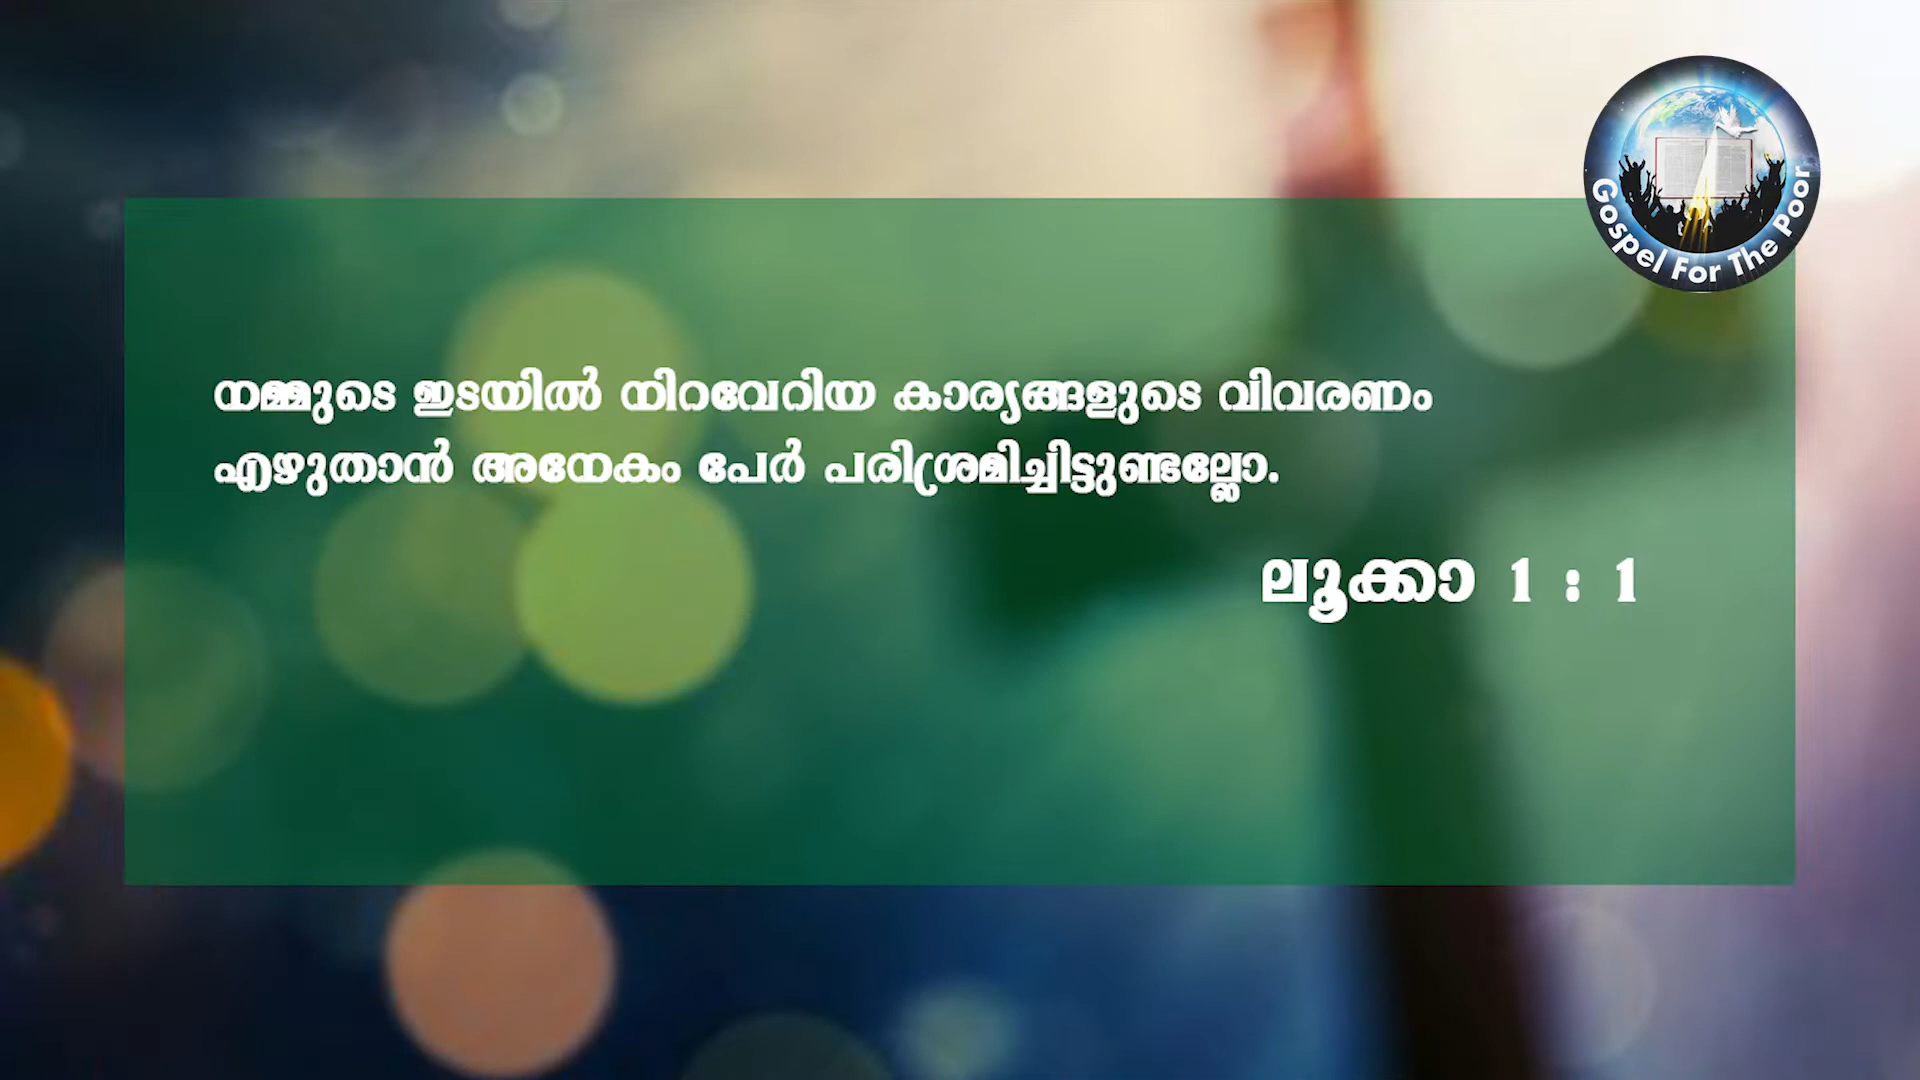 Gospel For The Poor
നമ്മുടെ ഇടയിൽ നിറവേറിയ കാര്യങ്ങളുടെ വിവരണം
എഴുതാൻ അനേകം പേർ പരിശ്രമിച്ചിട്ടുണ്ടല്ലോ.
ലൂക്കാ 1 : 1